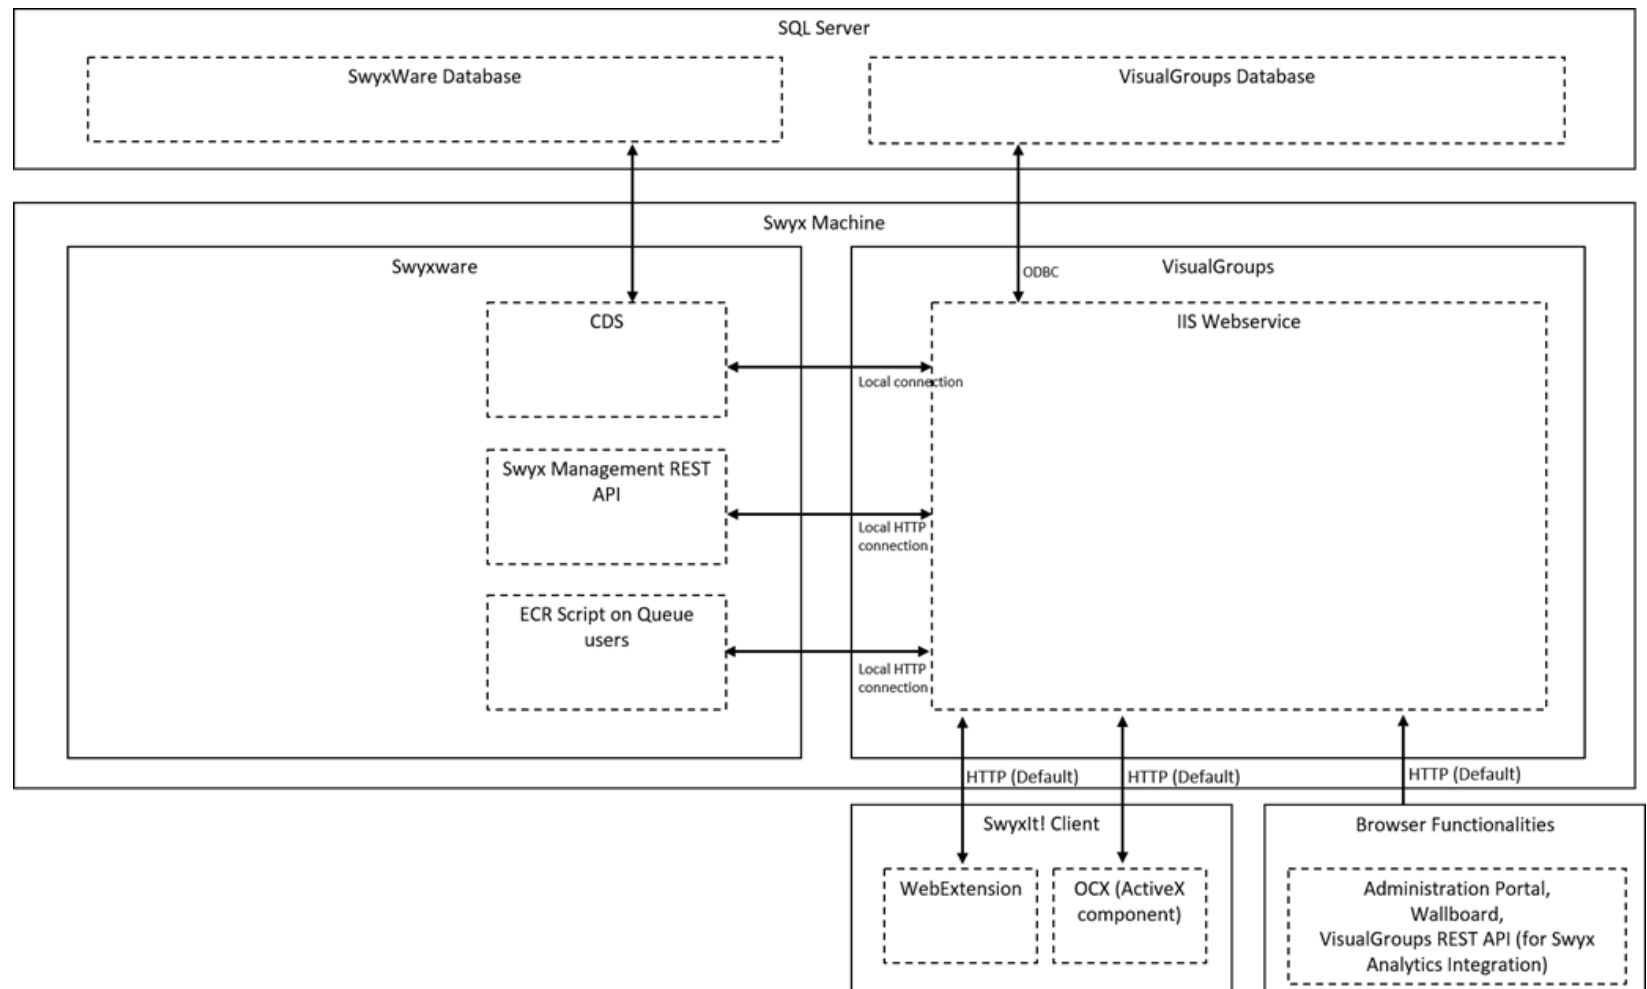 SQL Server
SwyxWare Database
VisualGroups Database
Swyx Machine
Swyxware
VisualGroups
ODBC
CDS
IIS Webservice
Local connection
Swyx Management REST
API
Local HTTP
connection
ECR Script on Queue
users
Local HTTP
connection
HTTP (Default)
HTTP (Default)
HTTP (Default)
SwyxIt! Client
Browser Functionalities
WebExtension
OCX (ActiveX
component)
Administration Portal,
Wallboard,
VisualGroups REST API (for Swyx
Analytics Integration)